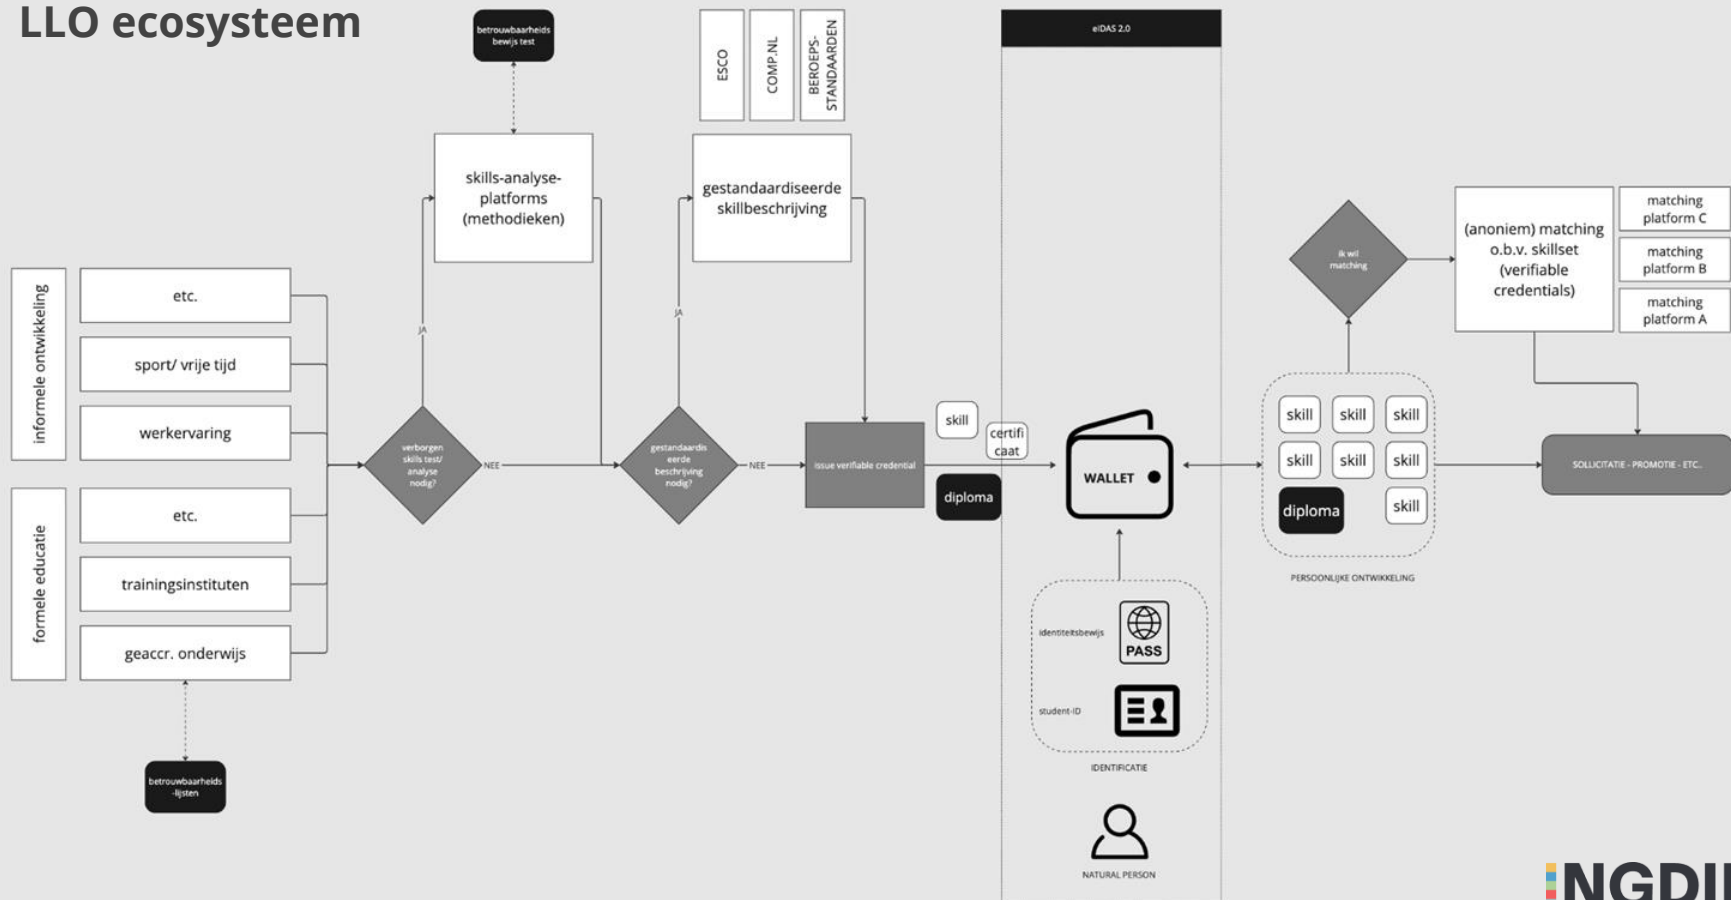 LLO ecosysteem
betrouwbaarheids
bewijs test
ESCO
COMP.NL
BEROEPS-
STANDAARDEN
eIDAS 2.0
skills-analyse-
platforms
(methodieken)
gestandaardiseerde
skillbeschrijving
ik wil
matching
(anoniem) matching
o.b.v. skillset
(verifiable
credentials)
matching
platform C
matching
platform B
matching
platform A
informele ontwikkeling
etc.
sport/ vrije tijd
werkervaring
formele educatie
etc.
trainingsinstituten
geaccr. onderwijs
betrouwbaarheids
-lijsten
JA
verborgen
skills test/
analyse
nodig?
NEE
JA
gestandaardis
eerde
beschrijving
nodig?
NEE
issue verifiable credential
skill
certifi
caat
diploma
WALLET
identiteitsbewijs
PASS
student-ID
IDENTIFICATIE
NATURAL PERSON
skill
skill
skill
skill
skill
skill
diploma
skill
PERSOONLIJKE ONTWIKKELING
SOLLICITATIE - PROMOTIE - ETC..
NGDI